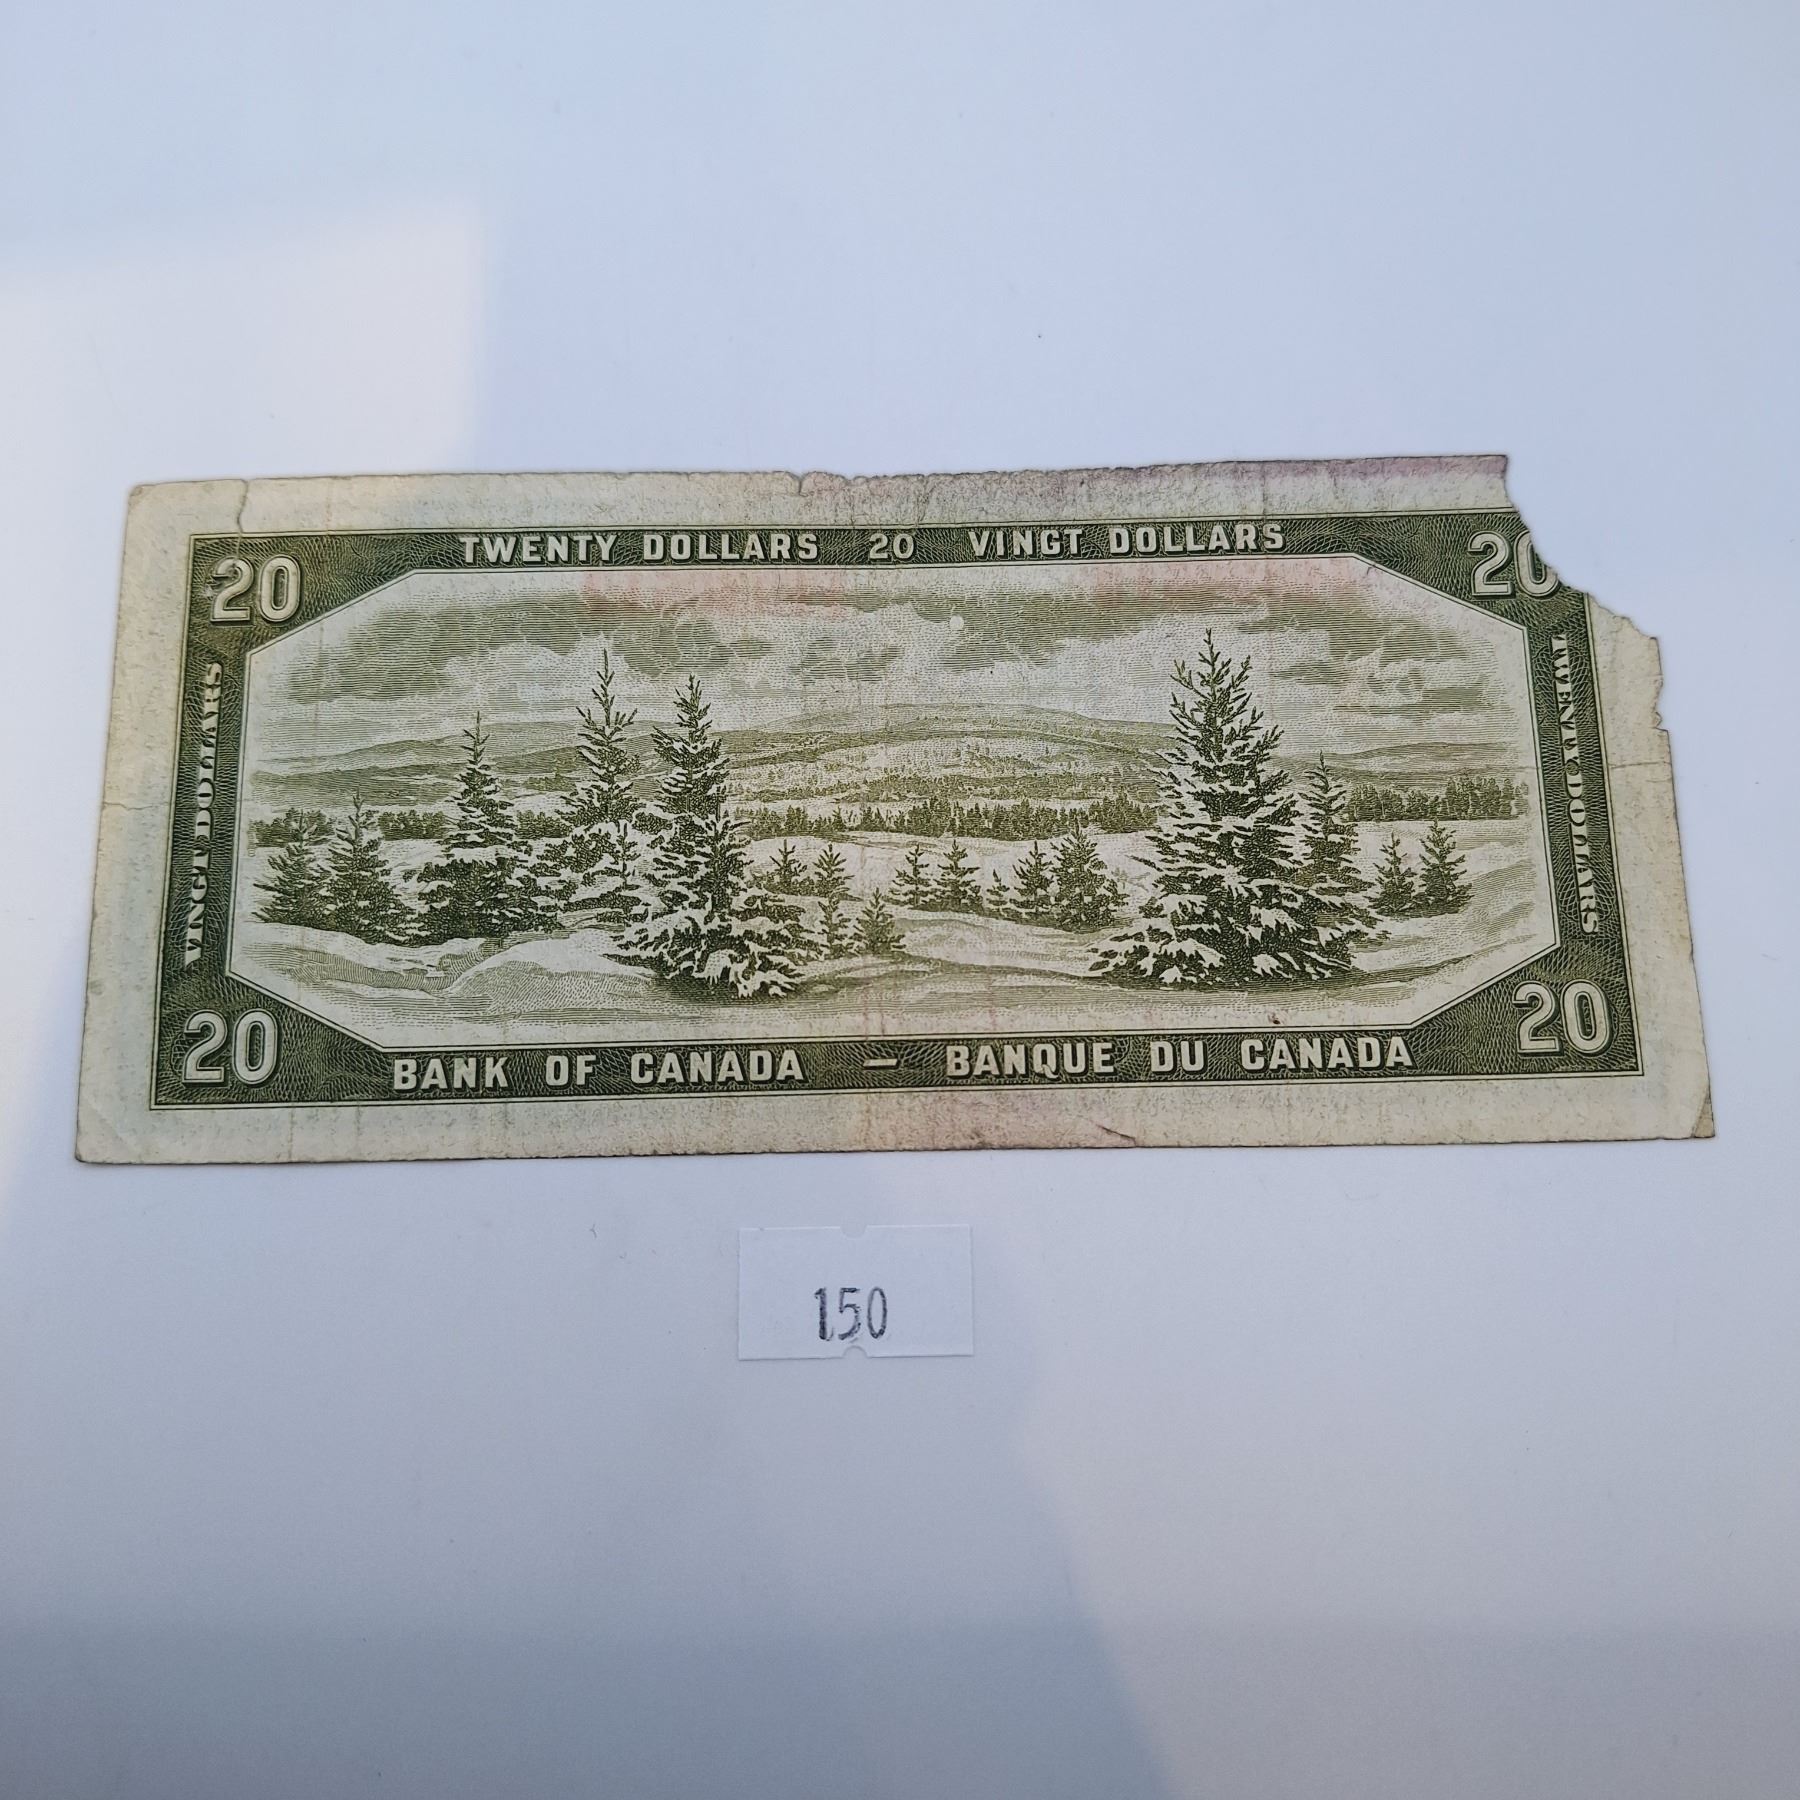 TWENTY DOLLARS 20 VINGT DOLLARS
20
20
VINGT DOLLARS
TWENTY DOLLARS
20
20
BANK OF CANADA — BANQUE DU CANADA
150